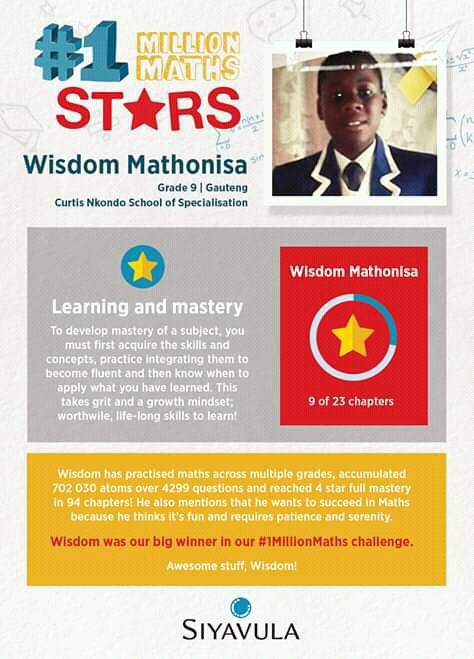 #1 MILLION
MATHS
STARS
Wisdom Mathonisa
Grade 9 | Gauteng
Curtis Nkondo School of Specialisation
Learning and mastery
To develop mastery of a subject, you
must first acquire the skills and
concepts, practice integrating them to
become fluent and then know when to
apply what you have learned. This
takes grit and a growth mindset;
worthwile, life-long skills to learn!
Wisdom Mathonisa
9 of 23 chapters
Wisdom has practised maths across multiple grades, accumulated
702 030 atoms over 4299 questions and reached 4 star full mastery
in 94 chapters! He also mentions that he wants to succeed in Maths
because he thinks it's fun and requires patience and serenity.
Wisdom was our big winner in our #1MillionMaths challenge.
Awesome stuff, Wisdom!
SIYAVULA